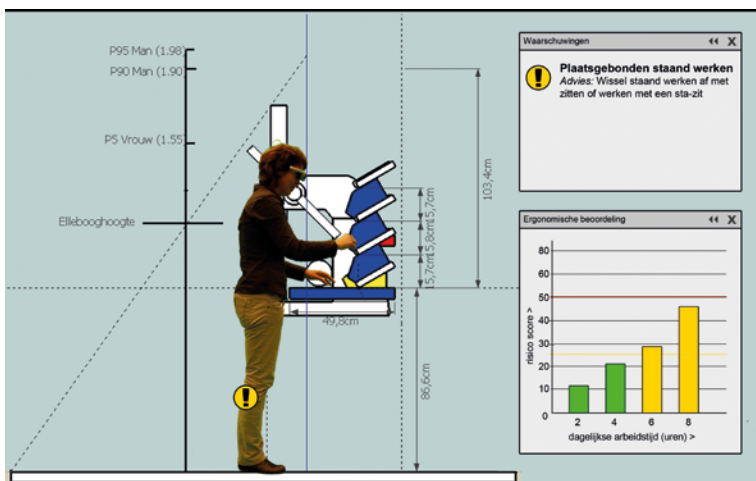 P95 Man (1.98)
P90 Man (1.90)
P5 Vrouw (1.55)
Ellebooghoogte
103,4cm
15,7cm
15,8cm
15,7cm
49,8cm
86,6cm
Waarschuwingen
X
!
Plaatsgebonden staand werken
Advies: Wissel staand werken af met
zitten of werken met een sta-zit
!
Ergonomische beoordeling
X
80
70
60
50
40
30
20
10
0
risico score >
2 4 6 8
dagelijkse arbeidstijd (uren) >